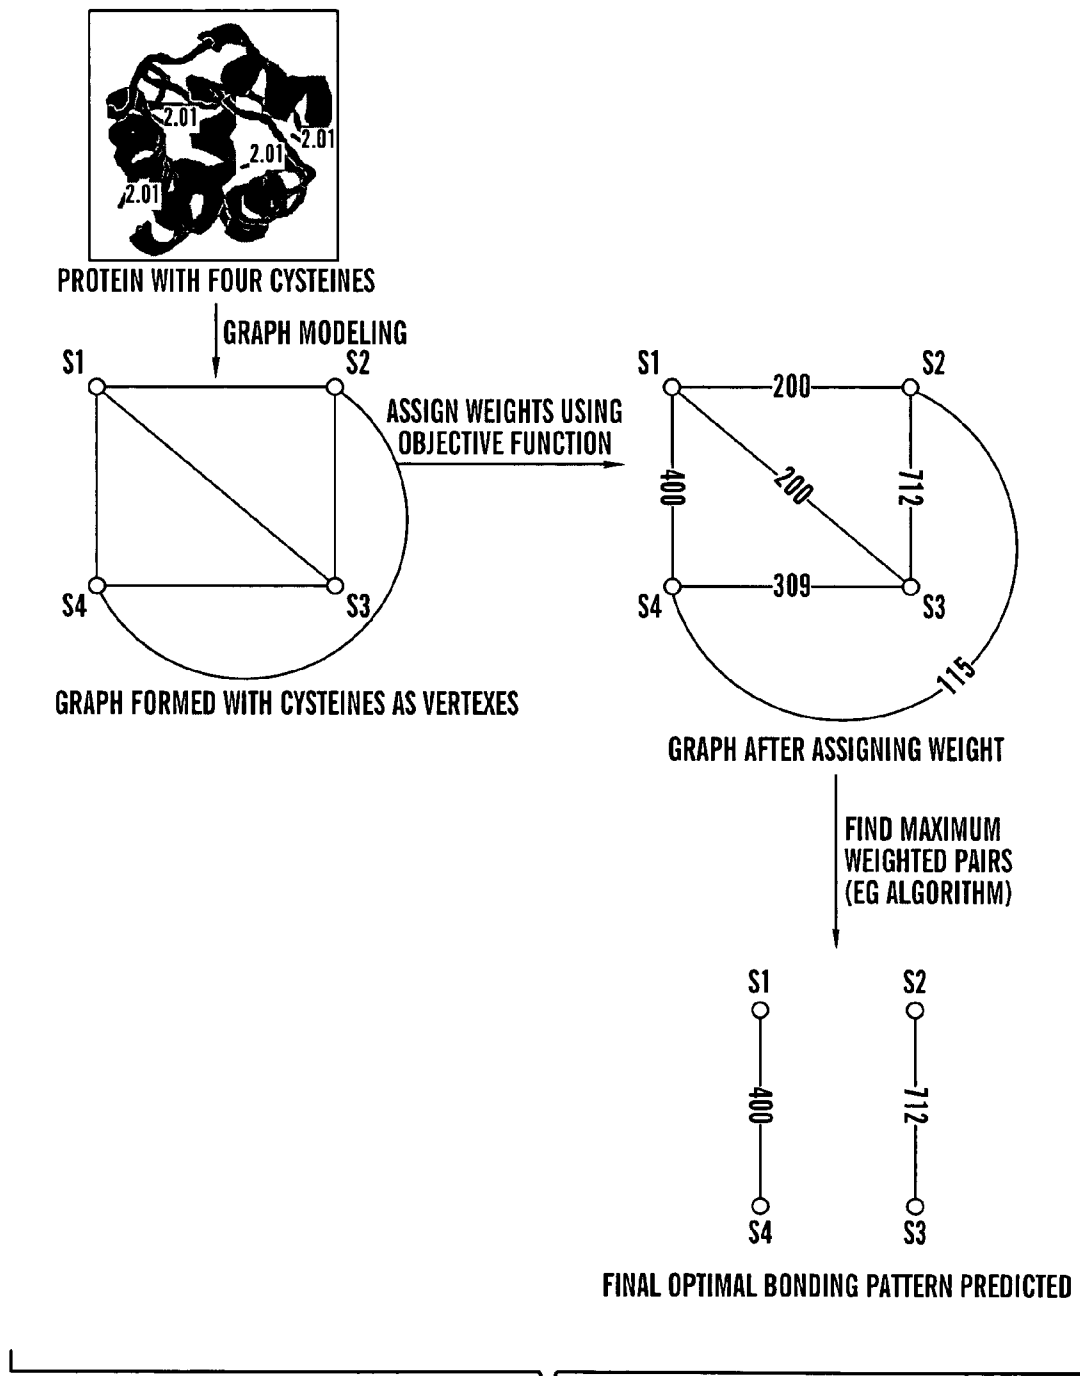 2.01
2.01
2.01
2.01
PROTEIN WITH FOUR CYSTEINES
GRAPH MODELING
S1
S2
S4
S3
GRAPH FORMED WITH CYSTEINES AS VERTEXES
ASSIGN WEIGHTS USING
OBJECTIVE FUNCTION
S1
S2
200
400
200
712
309
S4
S3
115
GRAPH AFTER ASSIGNING WEIGHT
FIND MAXIMUM
WEIGHTED PAIRS
(EG ALGORITHM)
S1
S2
400
712
S4
S3
FINAL OPTIMAL BONDING PATTERN PREDICTED